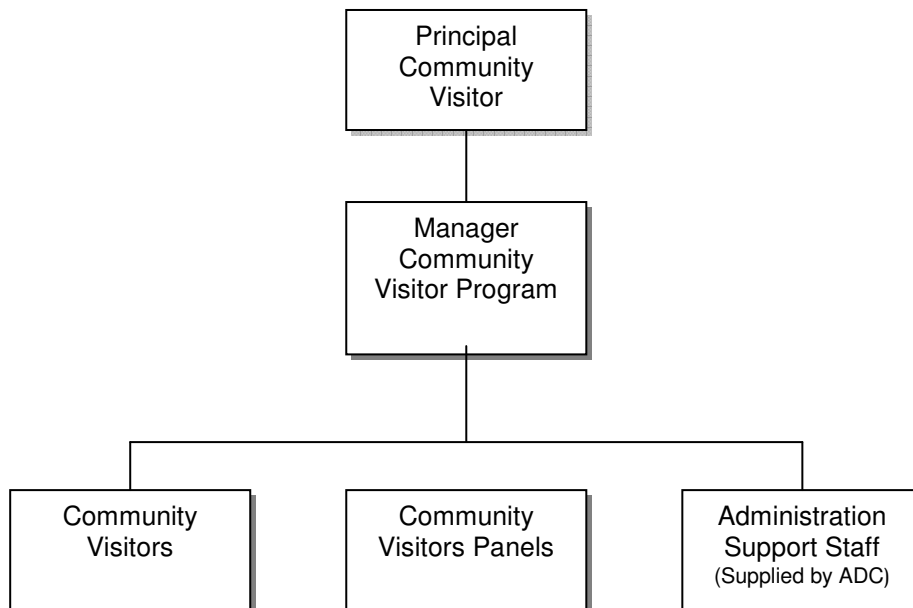 Principal
Community
Visitor
Manager
Community
Visitor Program
Community
Visitors
Community
Visitors Panels
Administration
Support Staff
(Supplied by ADC)